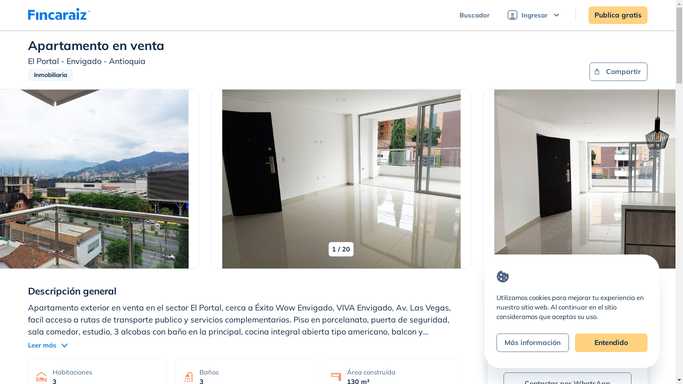 Fincaraiz
Buscador
Ingresar
Publica gratis
Apartamento en venta
El Portal - Envigado - Antioquia
Inmobiliaria
Compartir
1 / 20
Descripción general
Apartamento exterior en venta en el sector El Portal, cerca a Éxito Wow Envigado, VIVA Envigado, Av. Las Vegas,
facil acceso a rutas de transporte publico y servicios complementarios. Piso en porcelanato, puerta de seguridad,
sala comedor, estudio, 3 alcobas con baño en la principal, cocina integral abierta tipo americano, balcon y...
Leer más
Habitaciones
3
Baños
3
Área construida
130 m²
Utilizamos cookies para mejorar tu experiencia en
nuestro sitio web. Al continuar en el sitio
consideramos que aceptas su uso.
Más información
Entendido
Contactar por WhatsApp